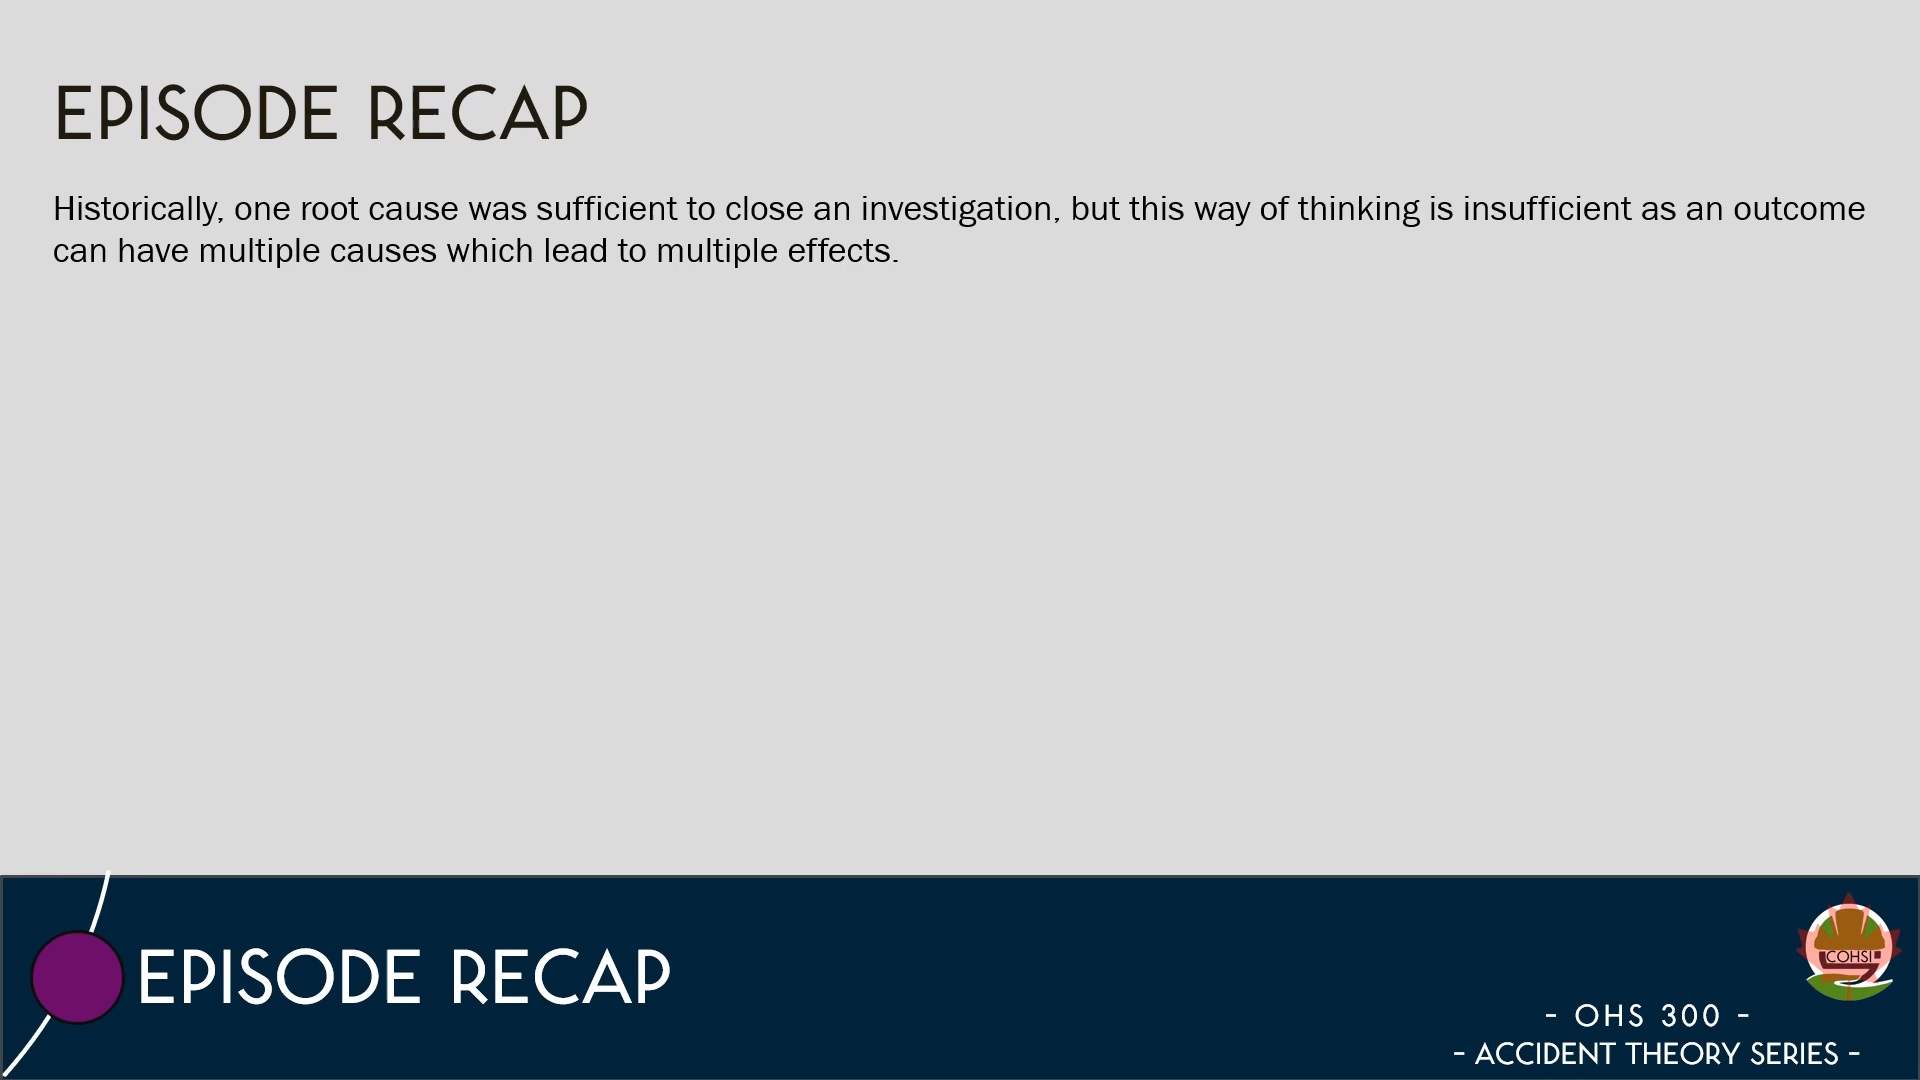 EPISODE RECAP
Historically, one root cause was sufficient to close an investigation, but this way of thinking is insufficient as an outcome
can have multiple causes which lead to multiple effects.
EPISODE RECAP
COHSI
- OHS 300 -
- ACCIDENT THEORY SERIES -